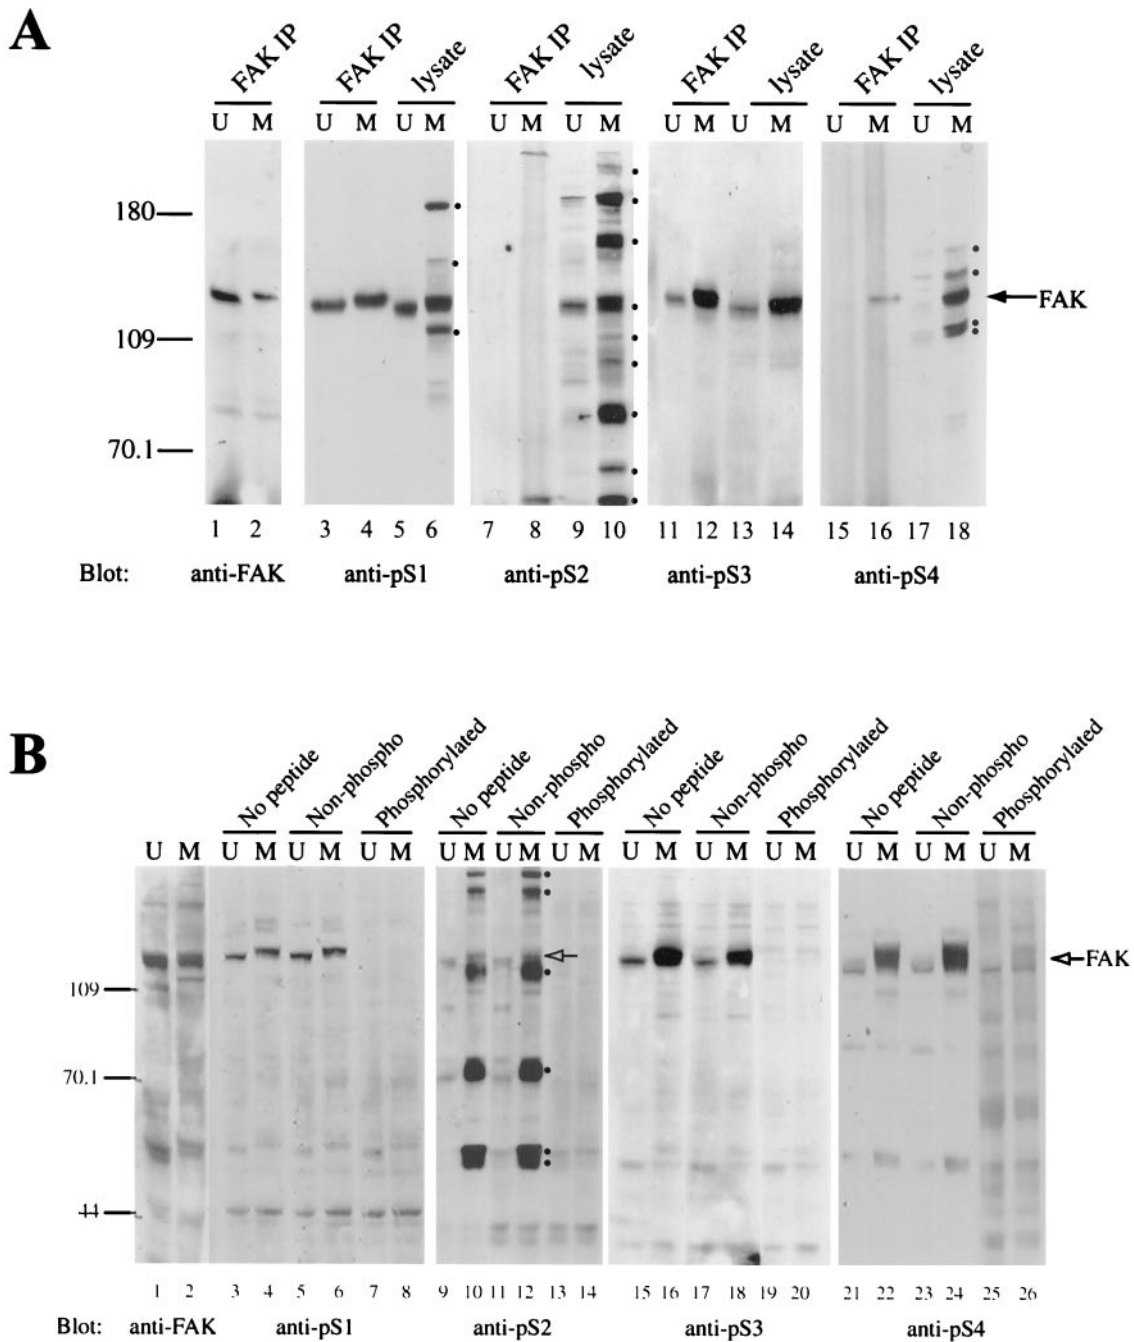 A
FAK IP FAK IP lysate FAK IP lysate FAK IP lysate FAK IP lysate
U M U M U M U M U M U M U M U M U M
180
109
70.1
FAK
1 2 3 4 5 6 7 8 9 10 11 12 13 14 15 16 17 18
Blot: anti-FAK anti-pS1 anti-pS2 anti-pS3 anti-pS4
B
No peptide Non-phospho Phosphorylated No peptide Non-phospho Phosphorylated No peptide Non-phospho Phosphorylated No peptide Non-phospho Phosphorylated
U M U M U M U M U M U M U M U M U M U M U M U M U M
FAK
109
70.1
44
1 2 3 4 5 6 7 8 9 10 11 12 13 14 15 16 17 18 19 20 21 22 23 24 25 26
Blot: anti-FAK anti-pS1 anti-pS2 anti-pS3 anti-pS4